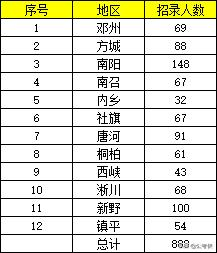 序号 地区 招录人数
1 邓州 69
2 方城 88
3 南阳 148
4 南召 67
5 内乡 32
6 社旗 67
7 唐河 91
8 桐柏 61
9 西峡 43
10 淅川 68
11 新野 100
12 镇平 54
总计 888